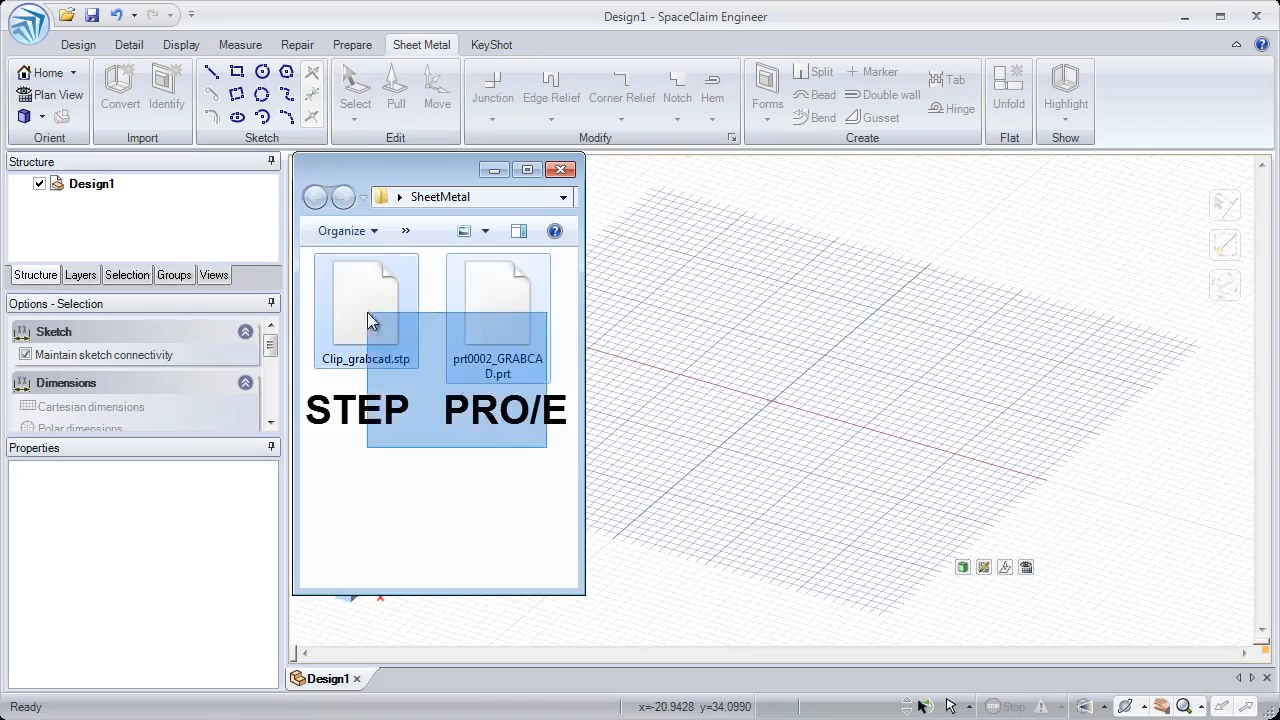 Design1 - SpaceClaim Engineer
Design Detail Display Measure Repair Prepare Sheet Metal KeyShot
Home
Plan View
Orient
Convert Identify
Import
Sketch
Select Pull Move
Edit
Junction Edge Relief Corner Relief Notch Hem
Modify
Forms
Split Marker Tab
Bead Double wall Hinge
Bend Gusset
Create
Unfold
Flat
Highlight
Show
Structure
Design1
Structure Layers Selection Groups Views
Options - Selection
Sketch
Maintain sketch connectivity
Dimensions
Cartesian dimensions
Polar dimensions
Properties
SheetMetal
Organize »
Clip_grabcad.stp
prt0002_GRABCA
D.prt
STEP PRO/E
x
Design1
Ready
x=-20.9428 y=34.0990
Stop